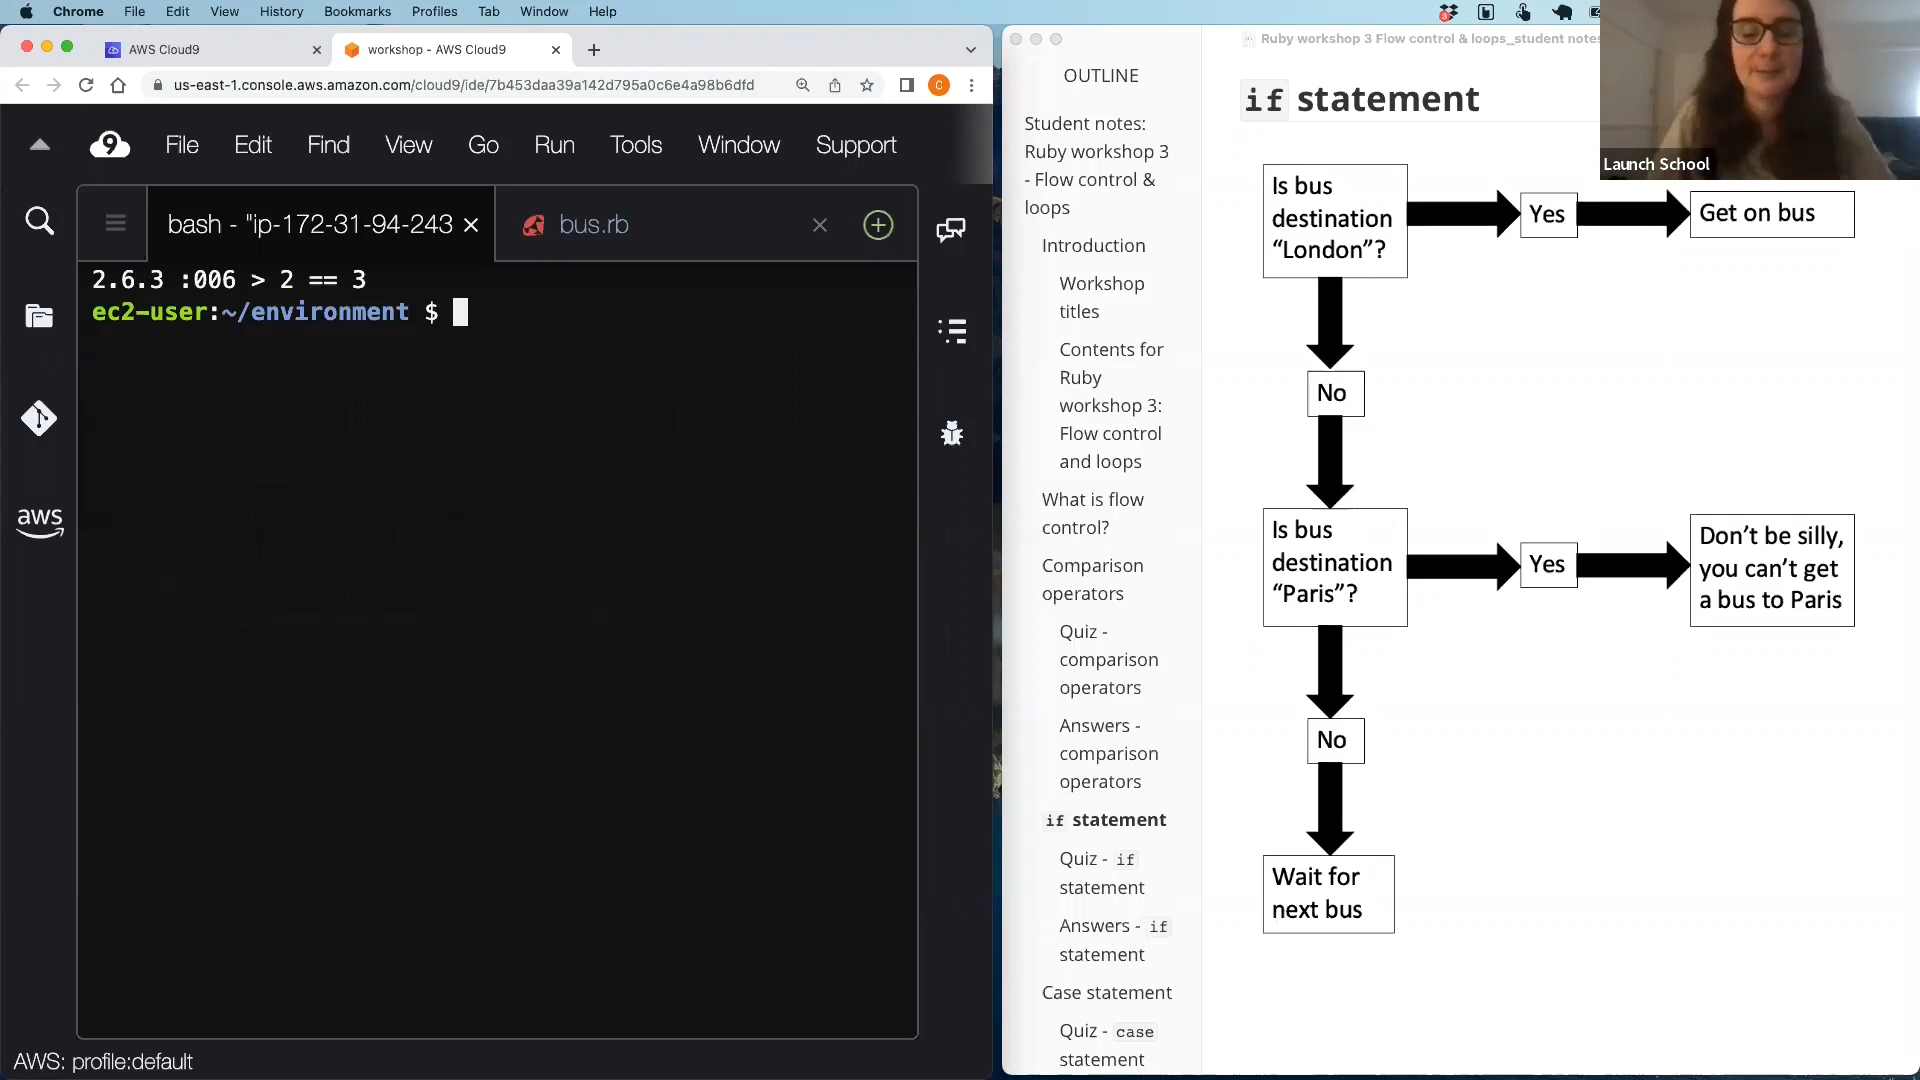 Chrome File Edit View History Bookmarks Profiles Tab Window Help
3
AWS Cloud9
workshop - AWS Cloud9
us-east-1.console.aws.amazon.com/cloud9/ide/7b453daa39a142d795a0c6e4a98b6dfd
C
9 File Edit Find View Go Run Tools Window Support
bash - "ip-172-31-94-243
bus.rb
2.6.3 :006 > 2 == 3
ec2-user:~/environment $
aws
AWS: profile:default
Ruby workshop 3 Flow control & loops_student notes
OUTLINE
Student notes:
Ruby workshop 3
- Flow control &
loops
Introduction
Workshop
titles
Contents for
Ruby
workshop 3:
Flow control
and loops
What is flow
control?
Comparison
operators
Quiz -
comparison
operators
Answers -
comparison
operators
if statement
Quiz - if
statement
Answers - if
statement
Case statement
Quiz - case
statement
if statement
Is bus
destination
“London”?
Yes
Get on bus
No
Is bus
destination
“Paris”?
Yes
Don’t be silly,
you can’t get
a bus to Paris
No
Wait for
next bus
Launch School